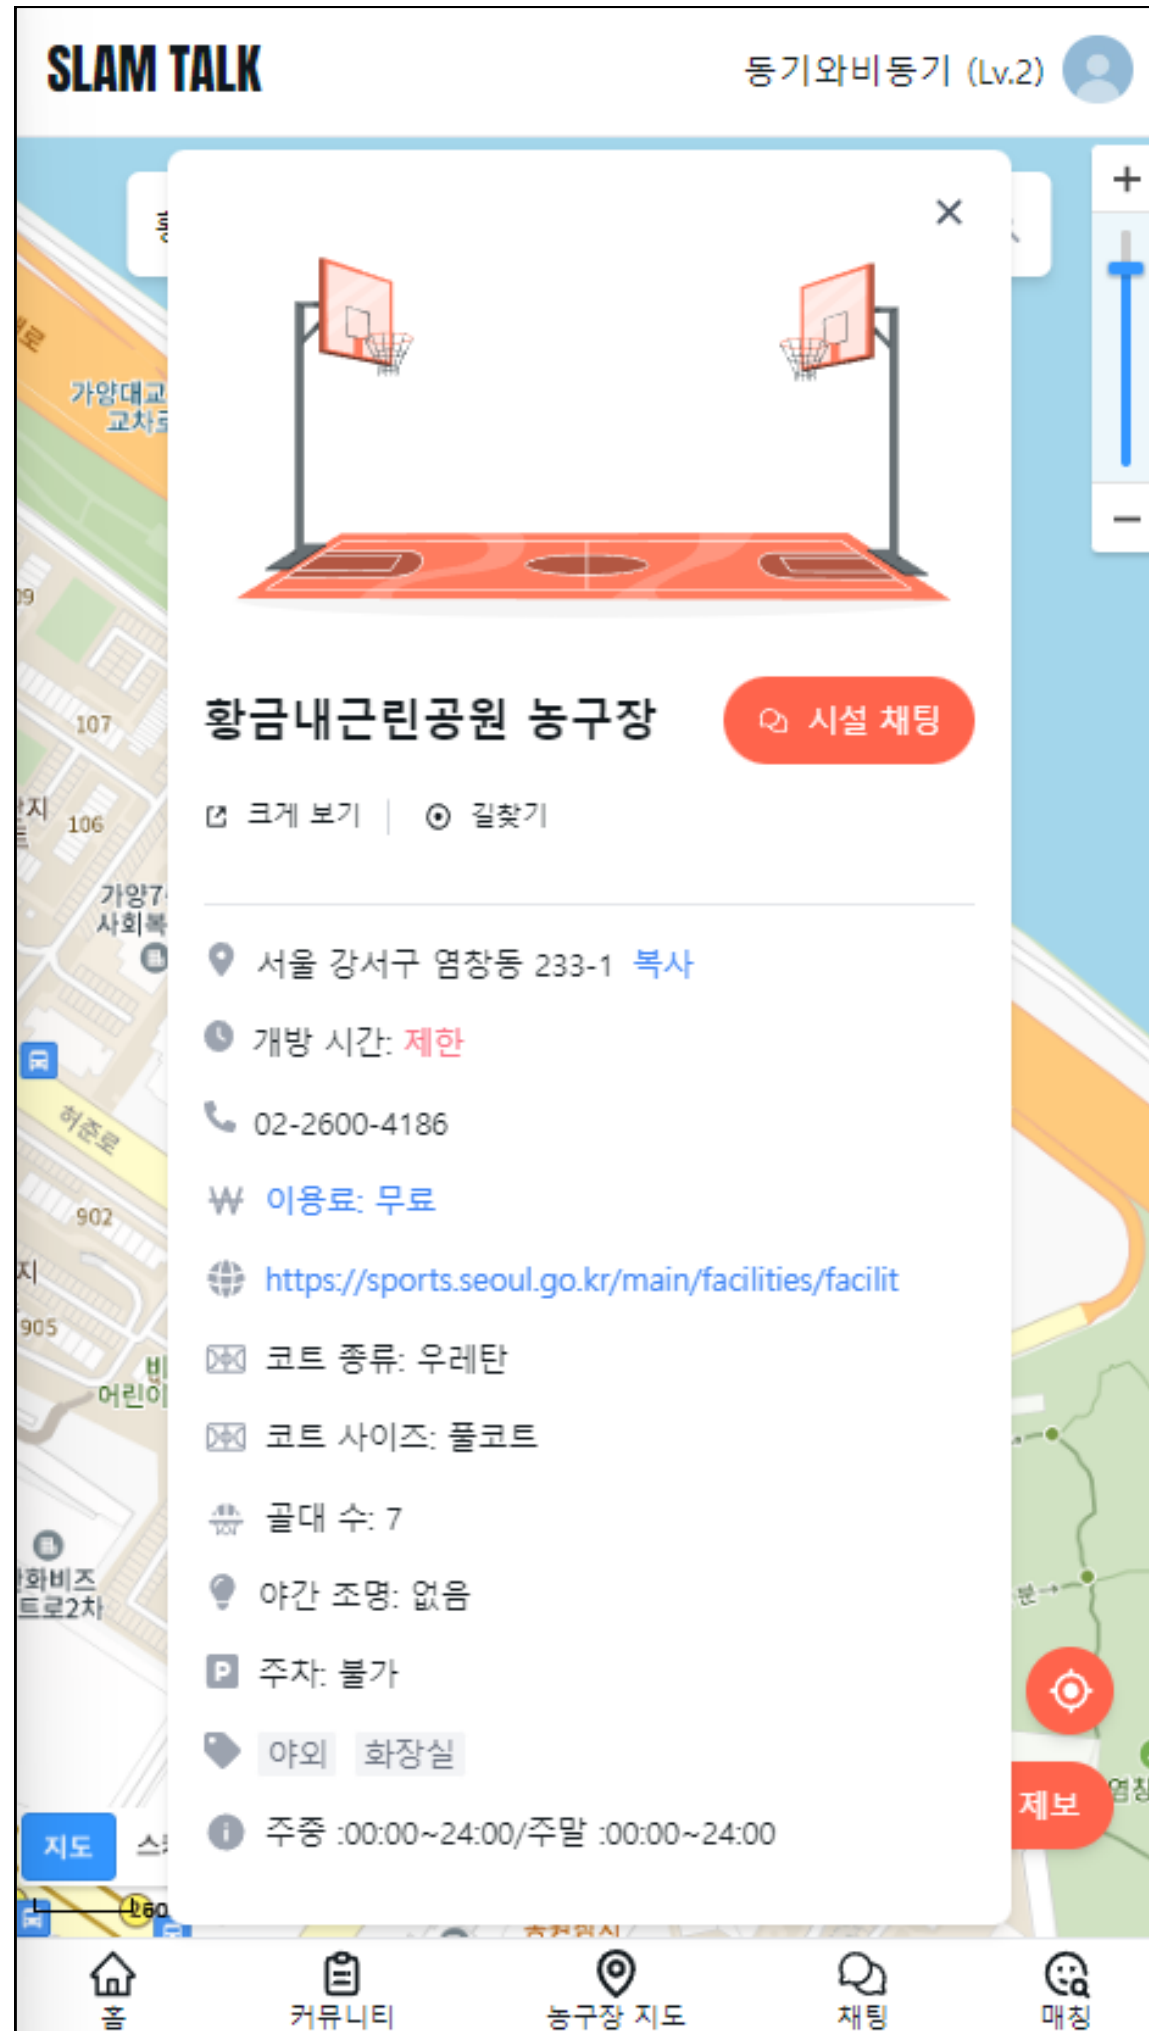 SLAM TALK
동기와비동기 (Lv.2)
가양대교
107
106
902
905
허준로
황금내근린공원 농구장
시설 채팅
크게 보기
길찾기
서울 강서구 염창동 233-1 복사
개방 시간: 제한
02-2600-4186
이용료: 무료
https://sports.seoul.go.kr/main/facilities/facilit
코트 종류: 우레탄
코트 사이즈: 풀코트
골대 수: 7
야간 조명: 없음
주차: 불가
야외 화장실
주중 :00:00~24:00/주말 :00:00~24:00
제보
지도
홈
커뮤니티
농구장 지도
채팅
매칭